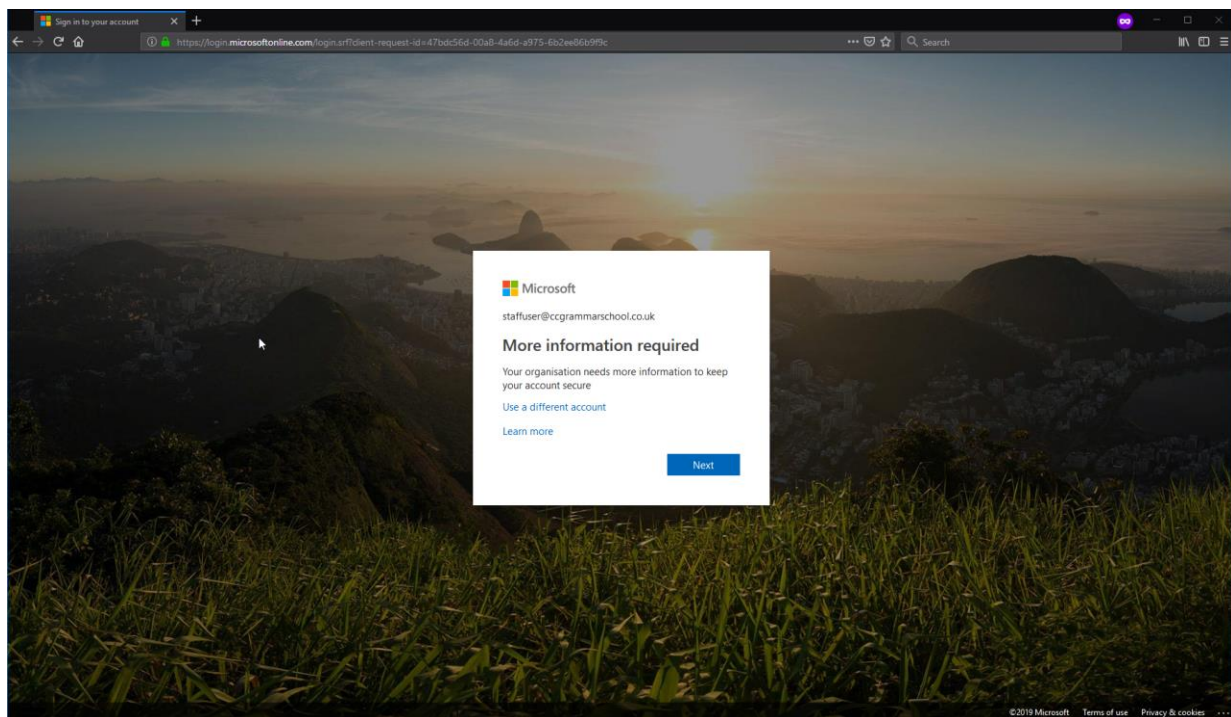 Sign in to your account
https://login.microsoftonline.com/login.srf?client-request-id=47bdc56d-00a8-4a6d-a975-6b2ee86b9f9c
Search
Microsoft
staffuser@ccgrammarschool.co.uk
More information required
Your organisation needs more information to keep
your account secure
Use a different account
Learn more
Next
©2019 Microsoft Terms of use Privacy & cookies ...